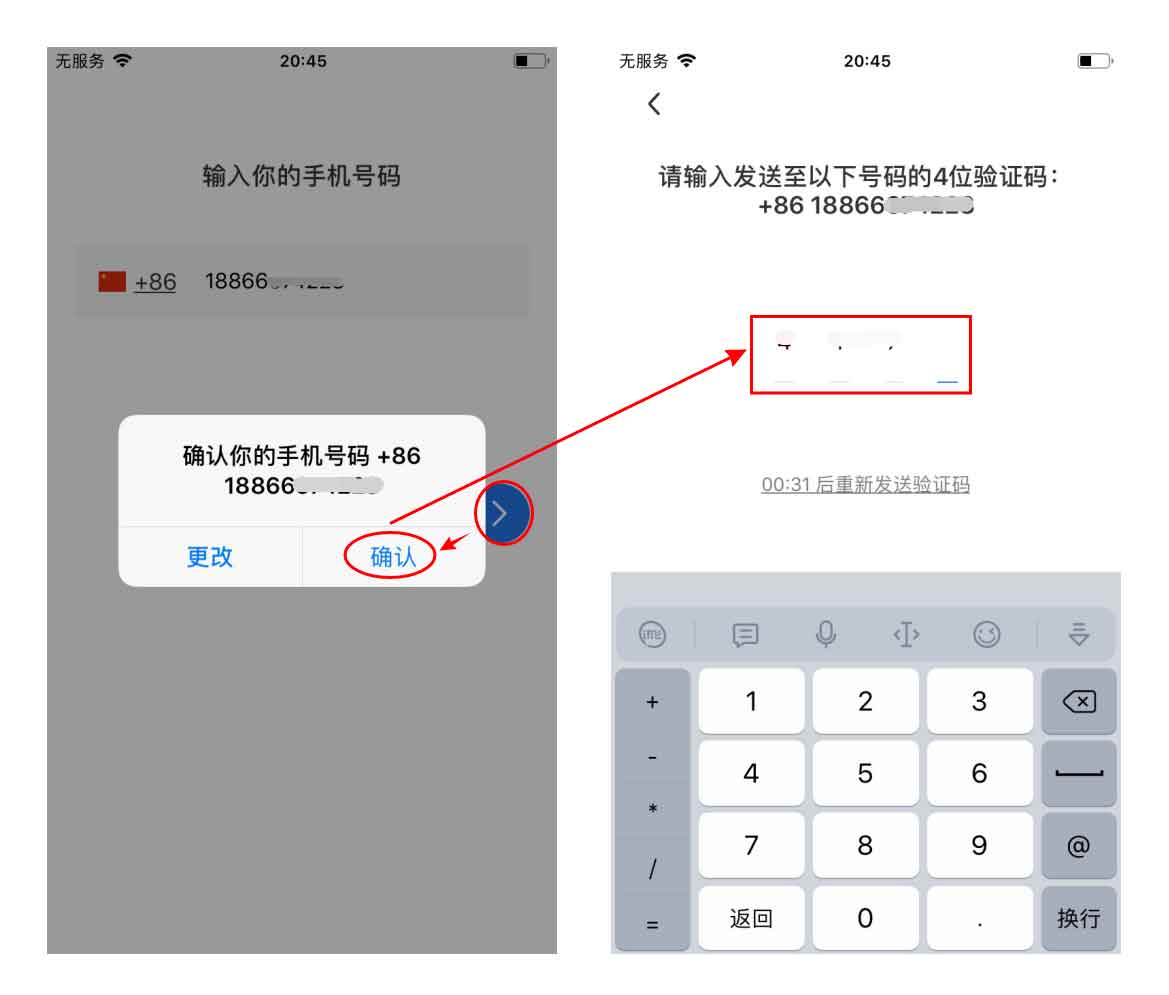 无服务
20:45
输入你的手机号码
+86 18866
确认你的手机号码 +86
18866
更改
确认
无服务
20:45
请输入发送至以下号码的4位验证码:
+86 18866
00:31 后重新发送验证码
img
+ 1 2 3
- 4 5 6
*
/ 7 8 9 @
= 返回 0 . 换行